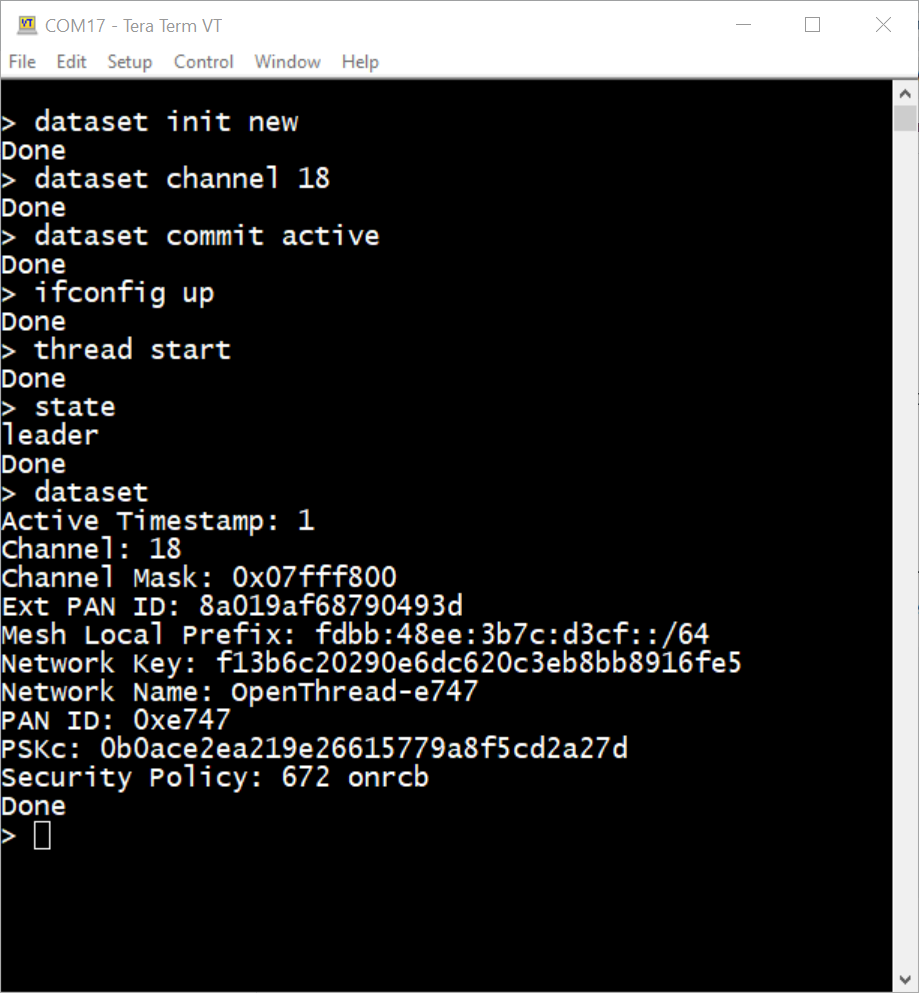 COM17 - Tera Term VT
File Edit Setup Control Window Help
> dataset init new
Done
> dataset channel 18
Done
> dataset commit active
Done
> ifconfig up
Done
> thread start
Done
> state
leader
Done
> dataset
Active Timestamp: 1
Channel: 18
Channel Mask: 0x07fff800
Ext PAN ID: 8a019af68790493d
Mesh Local Prefix: fdbb:48ee:3b7c:d3cf::/64
Network Key: f13b6c20290e6dc620c3eb8bb8916fe5
Network Name: OpenThread-e747
PAN ID: 0xe747
PSKc: 0b0ace2ea219e26615779a8f5cd2a27d
Security Policy: 672 onrcb
Done
>